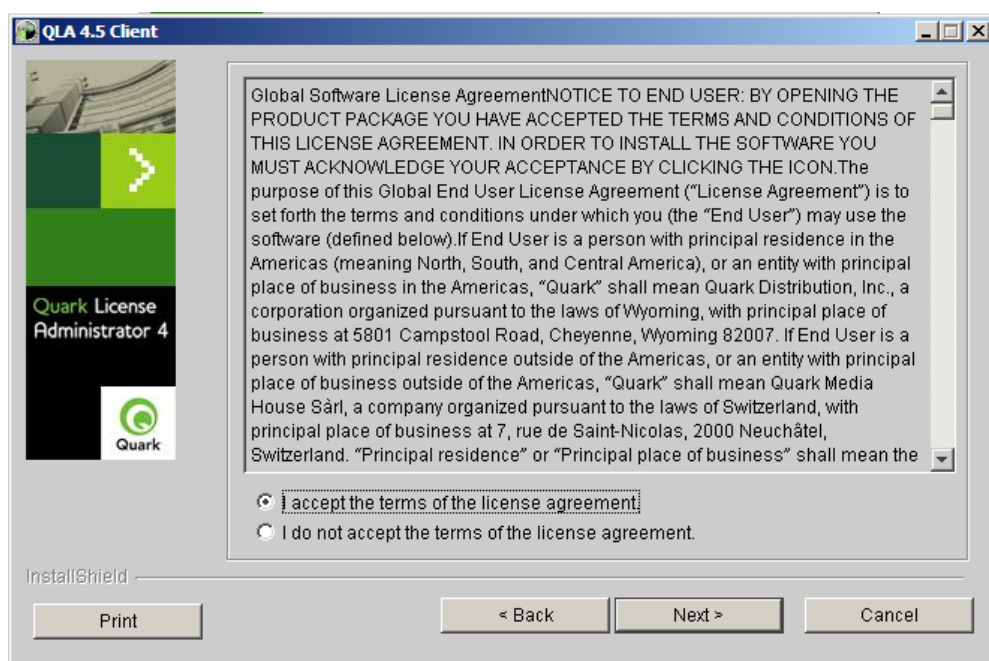 QLA 4.5 Client
Global Software License AgreementNOTICE TO END USER: BY OPENING THE
PRODUCT PACKAGE YOU HAVE ACCEPTED THE TERMS AND CONDITIONS OF
THIS LICENSE AGREEMENT. IN ORDER TO INSTALL THE SOFTWARE YOU
MUST ACKNOWLEDGE YOUR ACCEPTANCE BY CLICKING THE ICON.The
purpose of this Global End User License Agreement (“License Agreement”) is to
set forth the terms and conditions under which you (the “End User”) may use the
software (defined below).If End User is a person with principal residence in the
Americas (meaning North, South, and Central America), or an entity with principal
place of business in the Americas, “Quark” shall mean Quark Distribution, Inc., a
corporation organized pursuant to the laws of Wyoming, with principal place of
business at 5801 Campstool Road, Cheyenne, Wyoming 82007. If End User is a
person with principal residence outside of the Americas, or an entity with principal
place of business outside of the Americas, “Quark” shall mean Quark Media
House Sàrl, a company organized pursuant to the laws of Switzerland, with
principal place of business at 7, rue de Saint-Nicolas, 2000 Neuchâtel,
Switzerland. “Principal residence” or “Principal place of business” shall mean the
Quark License
Administrator 4
Quark
I accept the terms of the license agreement.
I do not accept the terms of the license agreement.
InstallShield
Print
< Back
Next >
Cancel